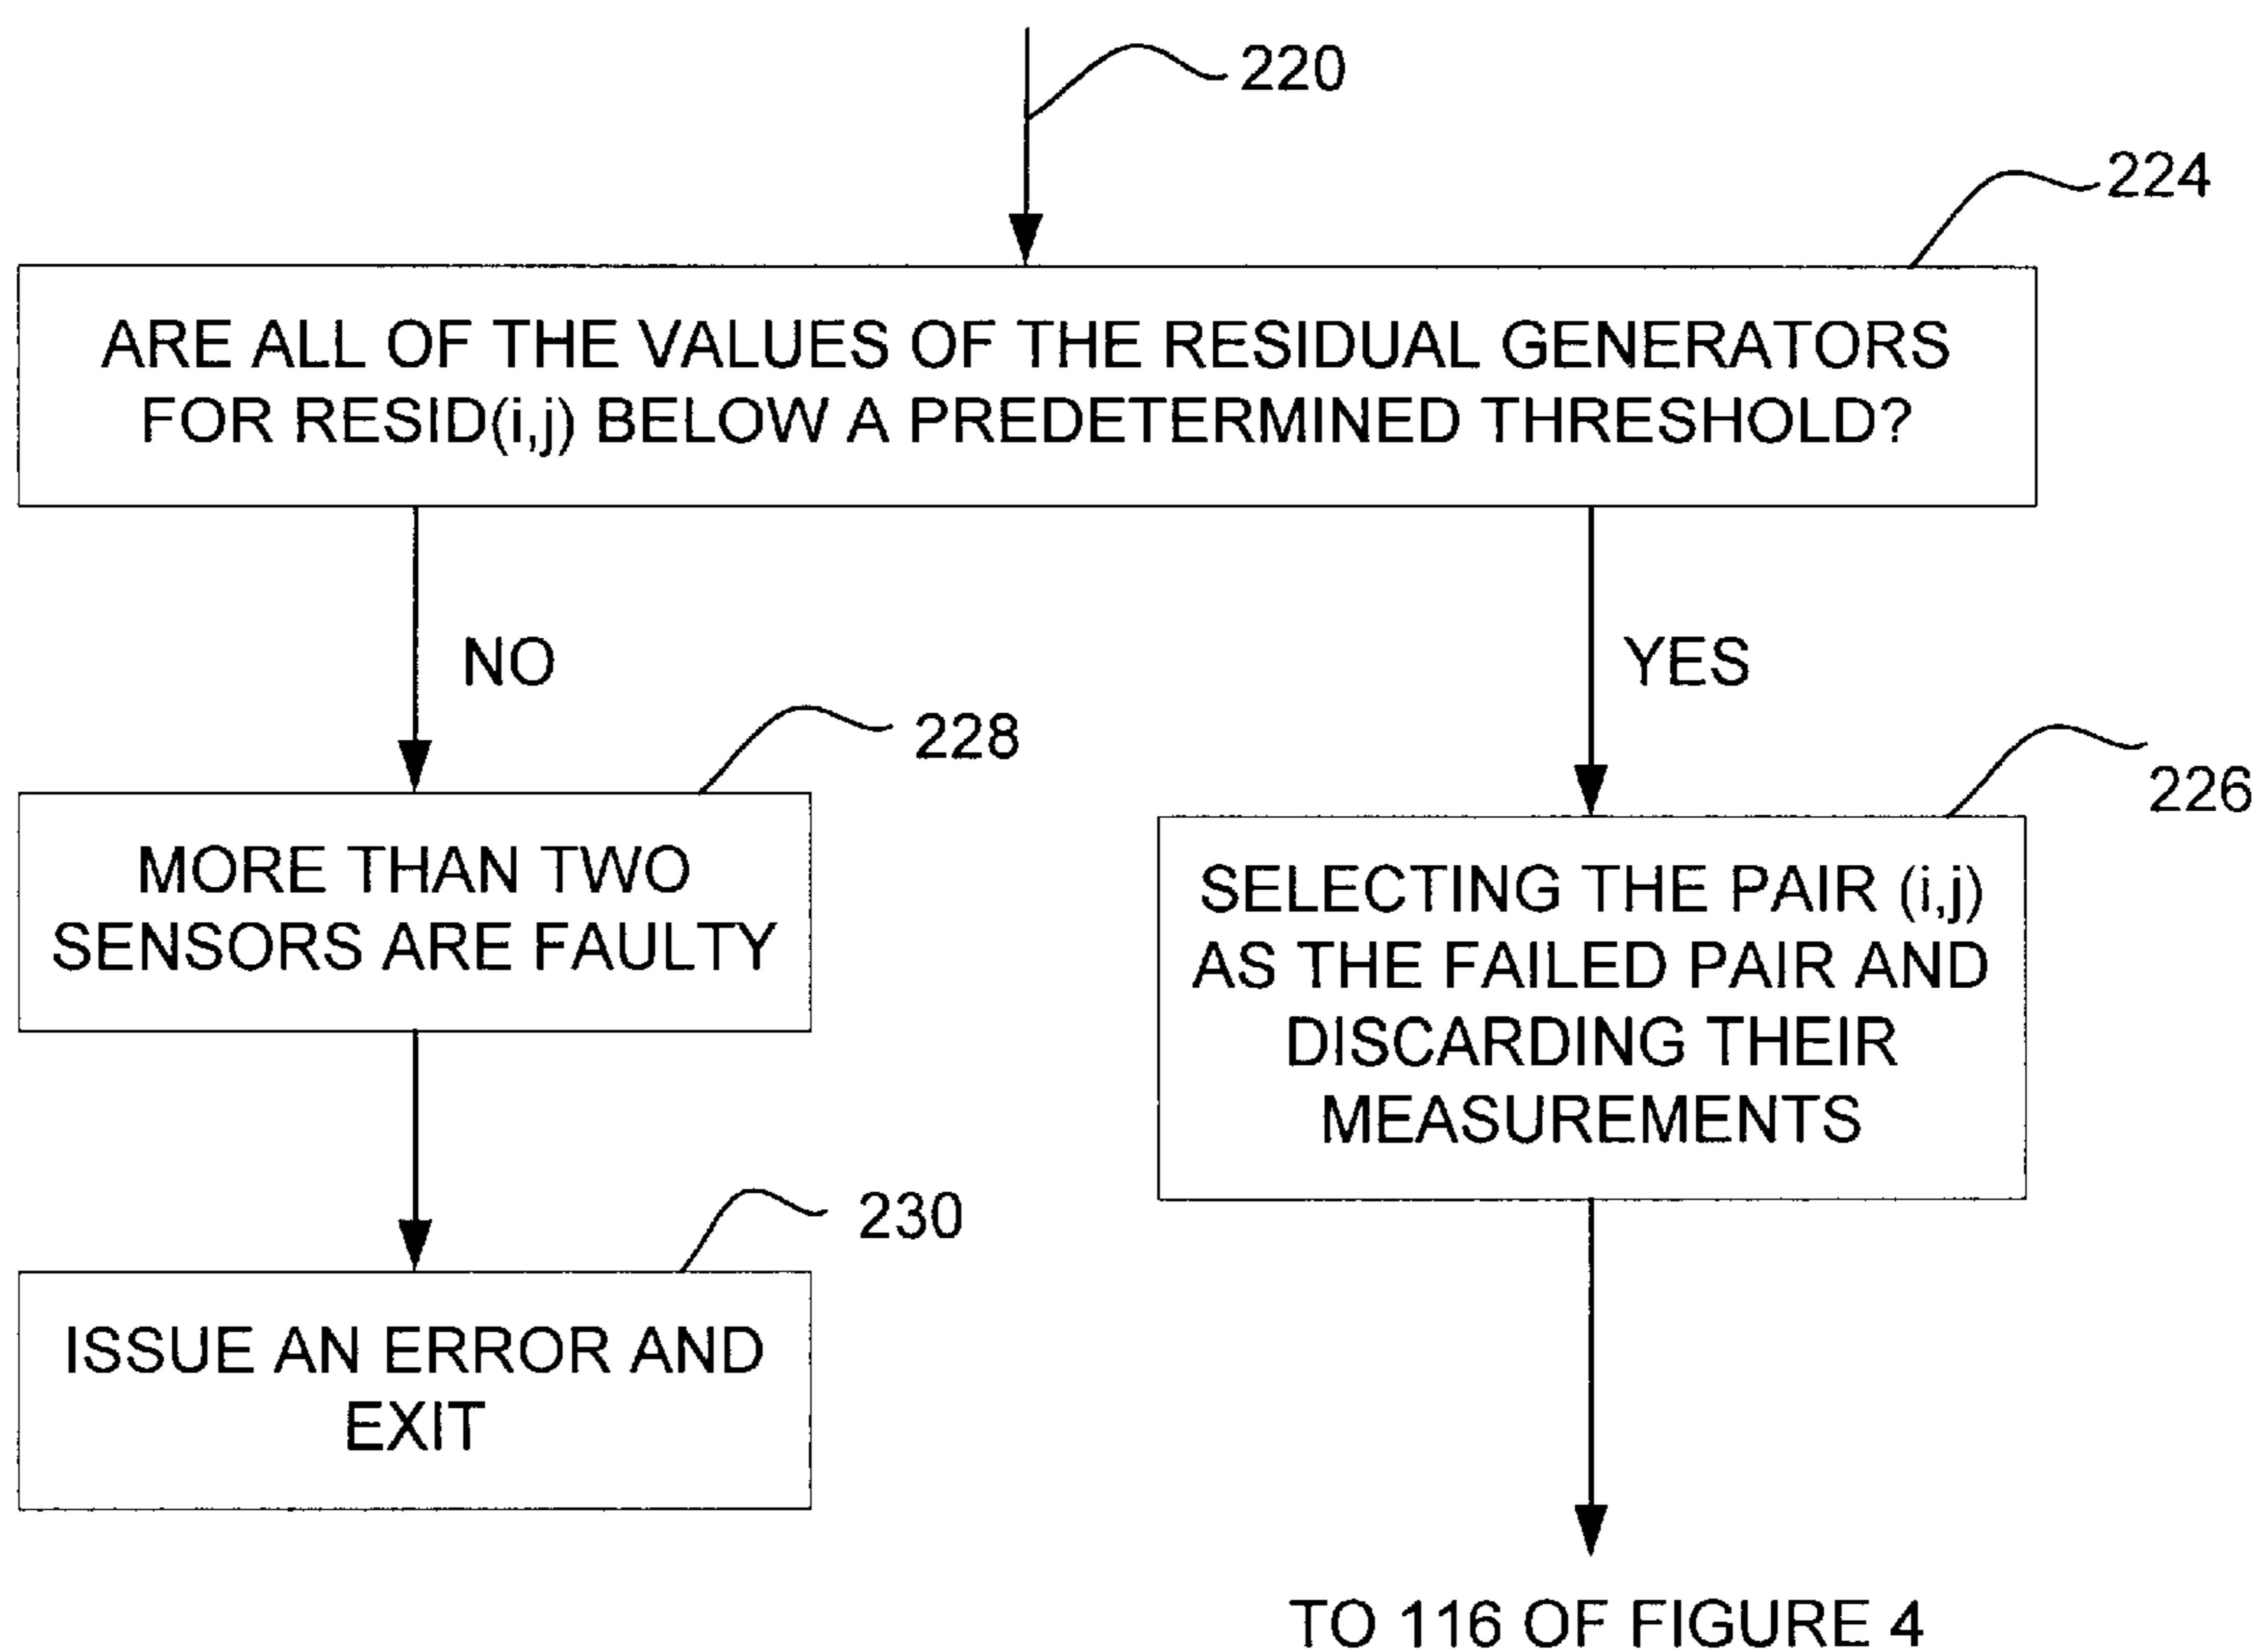 220
224
ARE ALL OF THE VALUES OF THE RESIDUAL GENERATORS
FOR RESID(i,j) BELOW A PREDETERMINED THRESHOLD?
NO
YES
228
226
MORE THAN TWO
SENSORS ARE FAULTY
SELECTING THE PAIR (i,j)
AS THE FAILED PAIR AND
DISCARDING THEIR
MEASUREMENTS
230
ISSUE AN ERROR AND
EXIT
TO 116 OF FIGURE 4